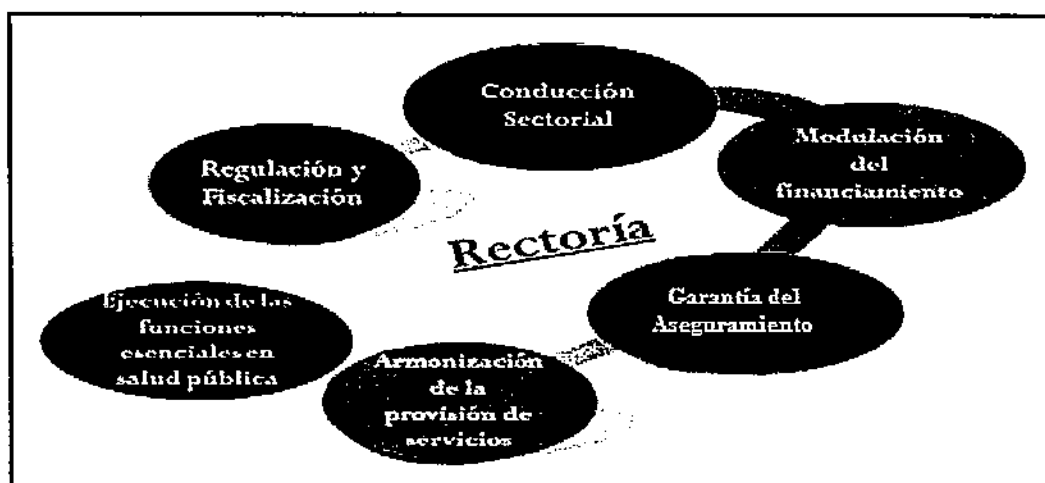 Conducción
Sectorial
Modulación
del
financiamiento
Regulación y
Fiscalización
Rectoría
Garantía del
Aseguramiento
Ejecución de las
funciones
esenciales en
salud pública
Armonización
de la
provisión de
servicios